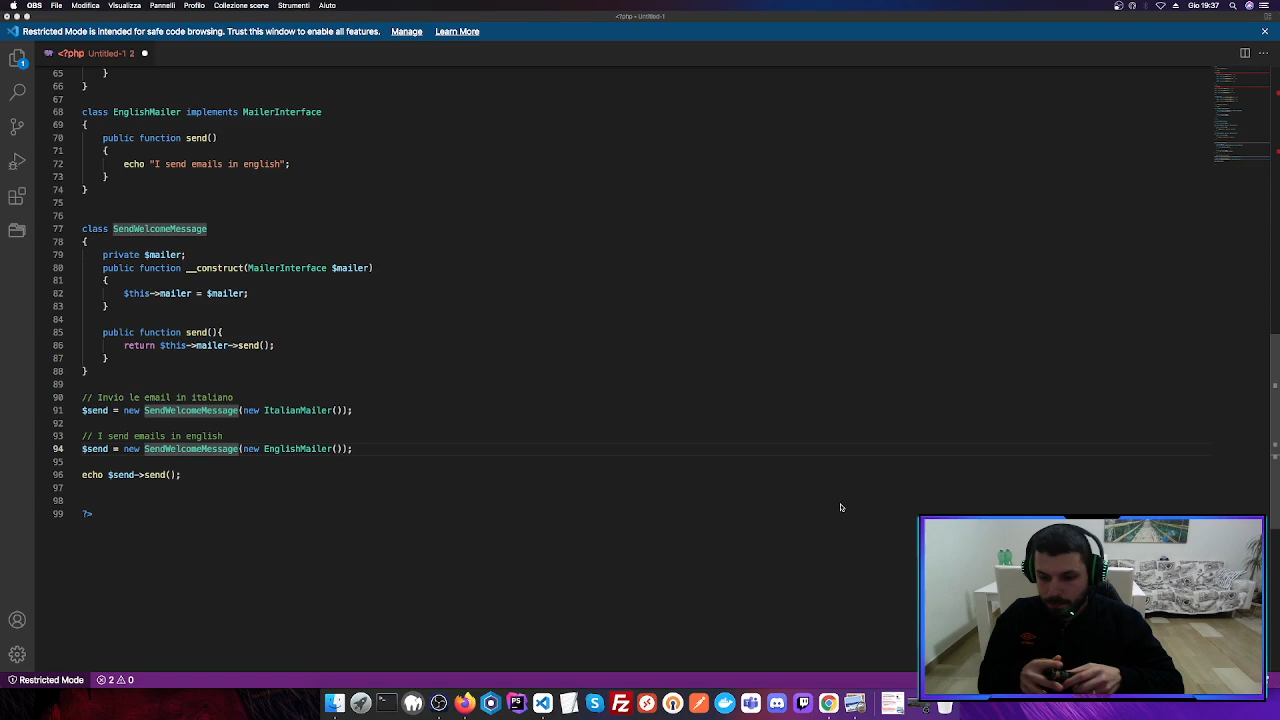 OBS File Modifica Visualizza Pannelli Profilo Collezione scene Strumenti Aiuto Gio 19:37
<?php • Untitled-1
Restricted Mode is intended for safe code browsing. Trust this window to enable all features. Manage Learn More
1
<?php Untitled-1 2
65 }
66 }
67
68 class EnglishMailer implements MailerInterface
69 {
70 public function send()
71 {
72 echo "I send emails in english";
73 }
74 }
75
76
77 class SendWelcomeMessage
78 {
79 private $mailer;
80 public function __construct(MailerInterface $mailer)
81 {
82 $this->mailer = $mailer;
83 }
84
85 public function send(){
86 return $this->mailer->send();
87 }
88 }
89
90 // Invio le email in italiano
91 $send = new SendWelcomeMessage(new ItalianMailer());
92
93 // I send emails in english
94 $send = new SendWelcomeMessage(new EnglishMailer());
95
96 echo $send->send();
97
98
99 ?>
Restricted Mode 2 0